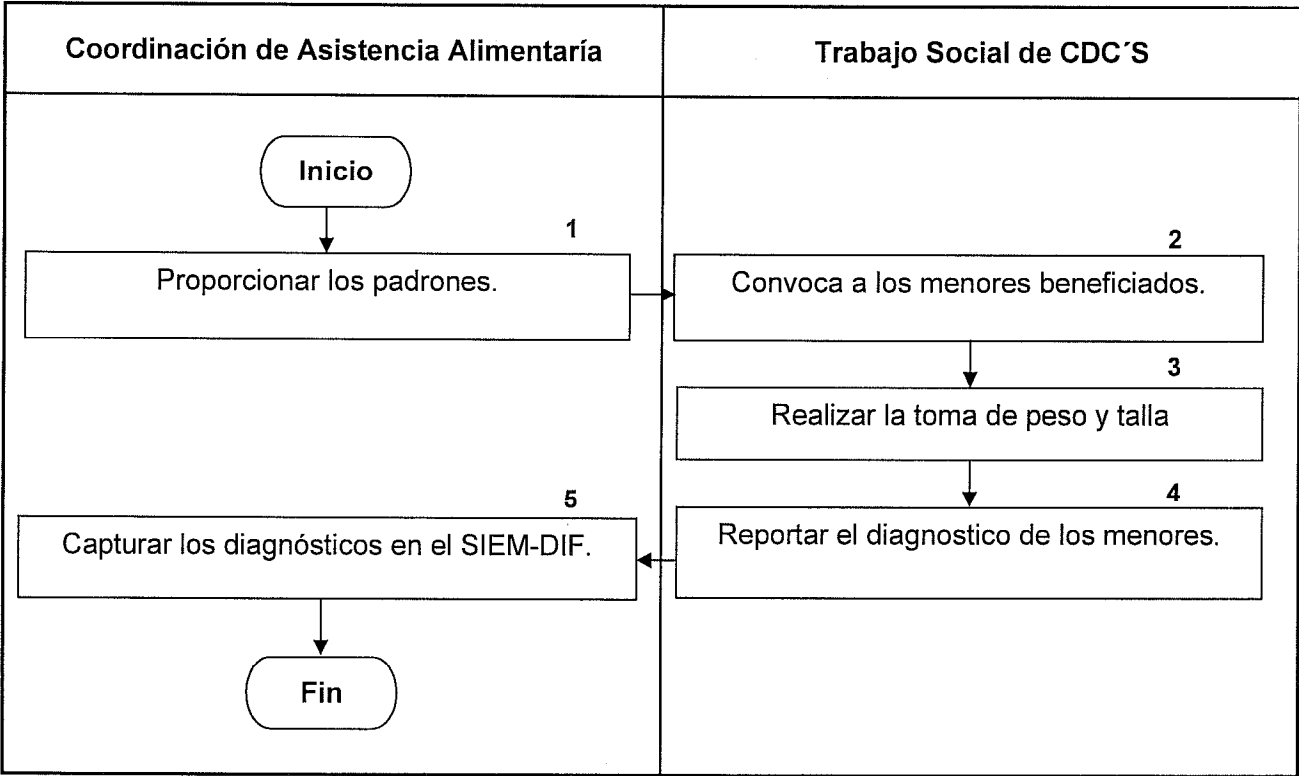 Coordinación de Asistencia Alimentaría
Trabajo Social de CDC´S
Inicio
1
Proporcionar los padrones.
2
Convoca a los menores beneficiados.
3
Realizar la toma de peso y talla
4
Reportar el diagnostico de los menores.
5
Capturar los diagnósticos en el SIEM-DIF.
Fin